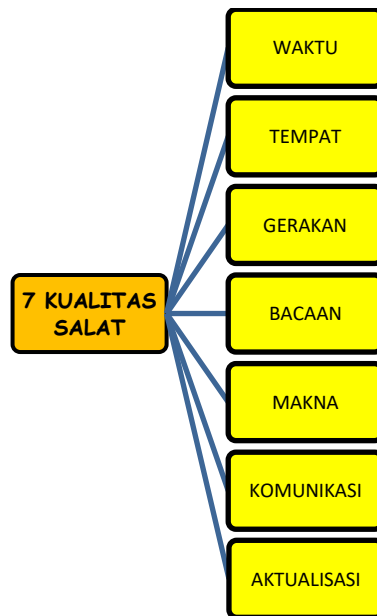 WAKTU
TEMPAT
GERAKAN
7 KUALITAS
SALAT
BACAAN
MAKNA
KOMUNIKASI
AKTUALISASI